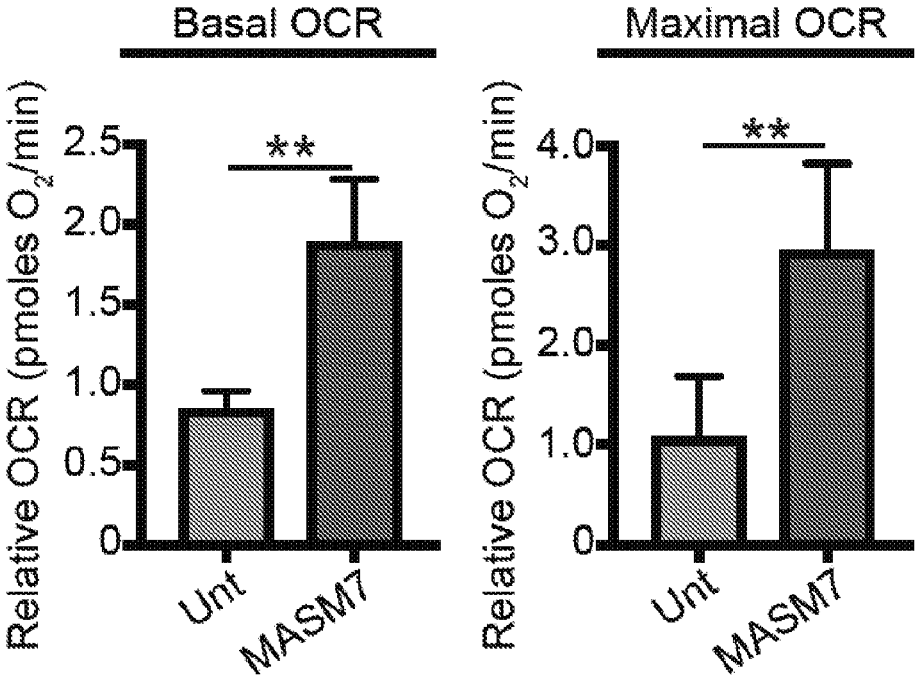 Basal OCR
Relative OCR (pmoles O₂/min)
2.5
2.0
1.5
1.0
0.5
0
**
Unt
MASM7
Maximal OCR
Relative OCR (pmoles O₂/min)
4.0
3.0
2.0
1.0
0
**
Unt
MASM7